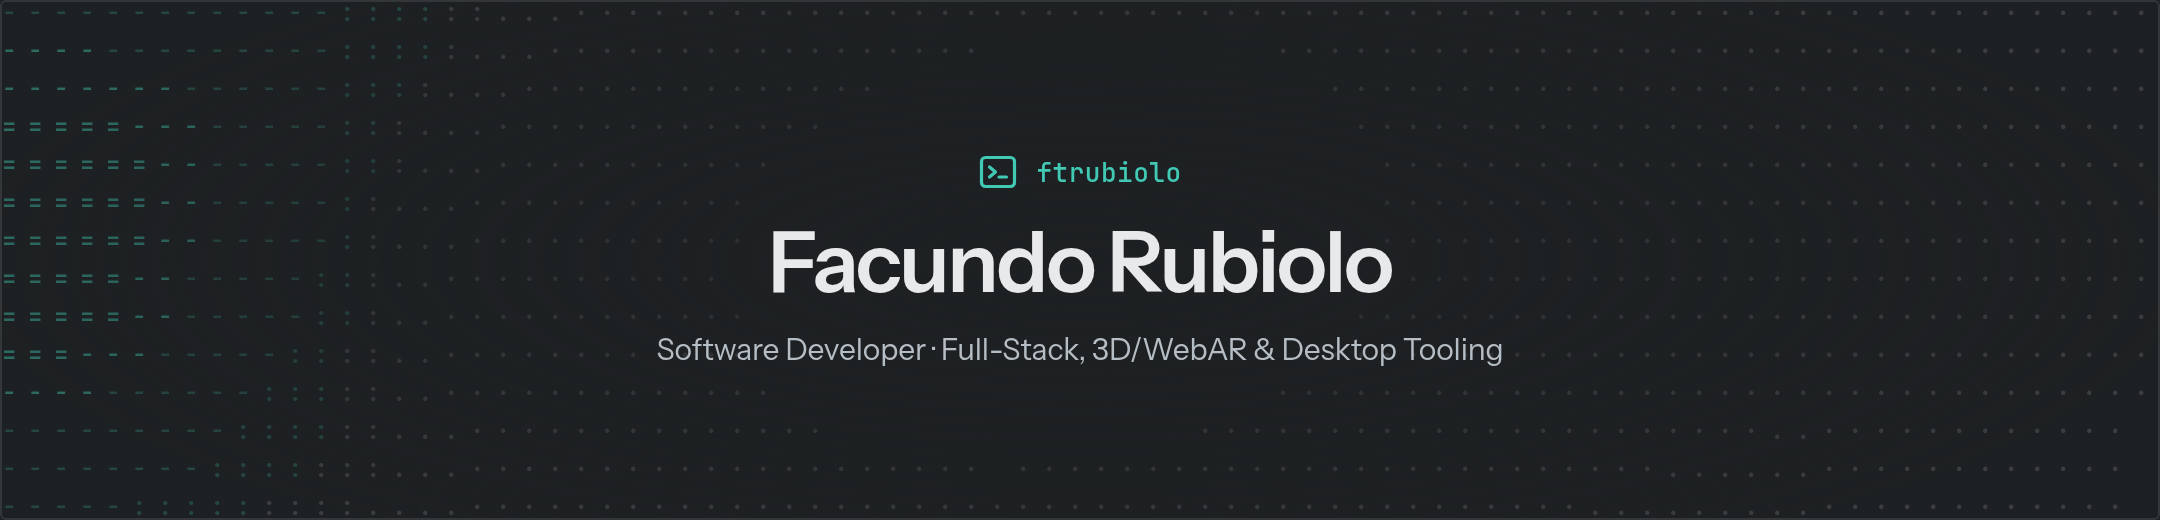 ftrubiolo
Facundo Rubiolo
Software Developer · Full-Stack, 3D/WebAR & Desktop Tooling